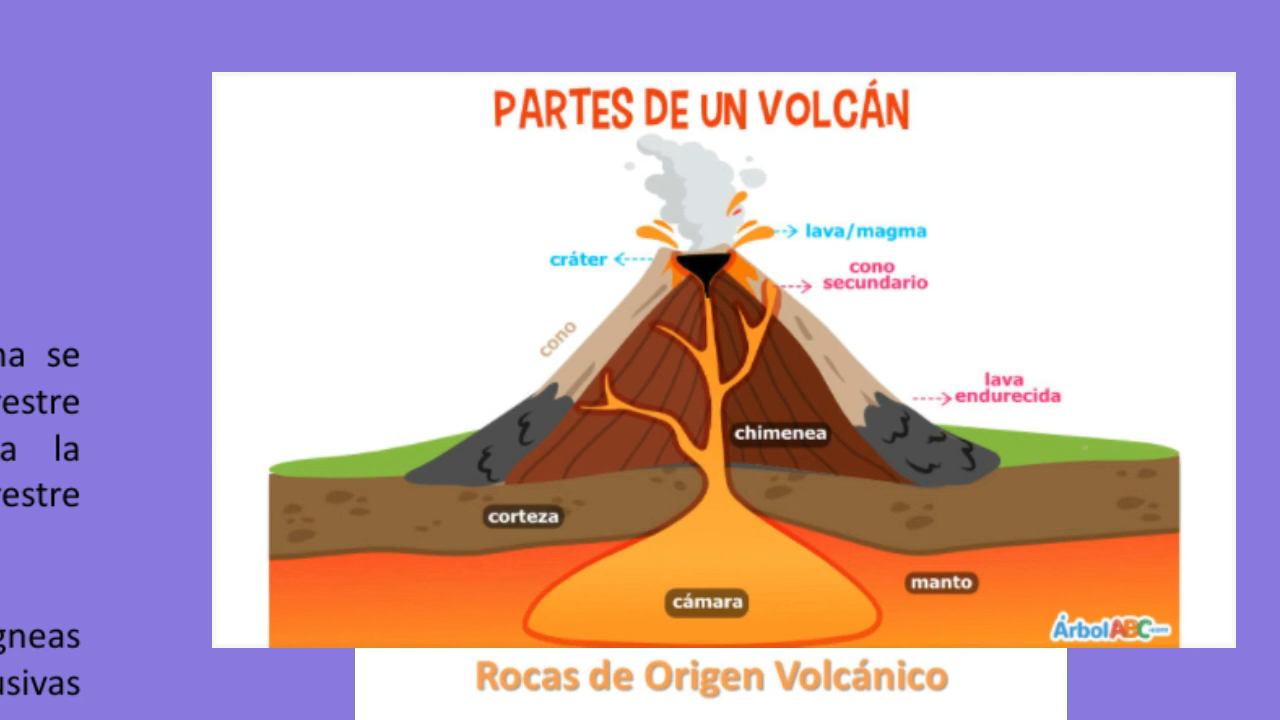 na se
restre
a la
restre
gneas
usivas
PARTES DE UN VOLCÁN
lava/magma
cráter
cono
secundario
cono
lava
endurecida
chimenea
corteza
manto
cámara
ÁrbolABC.com
Rocas de Origen Volcánico